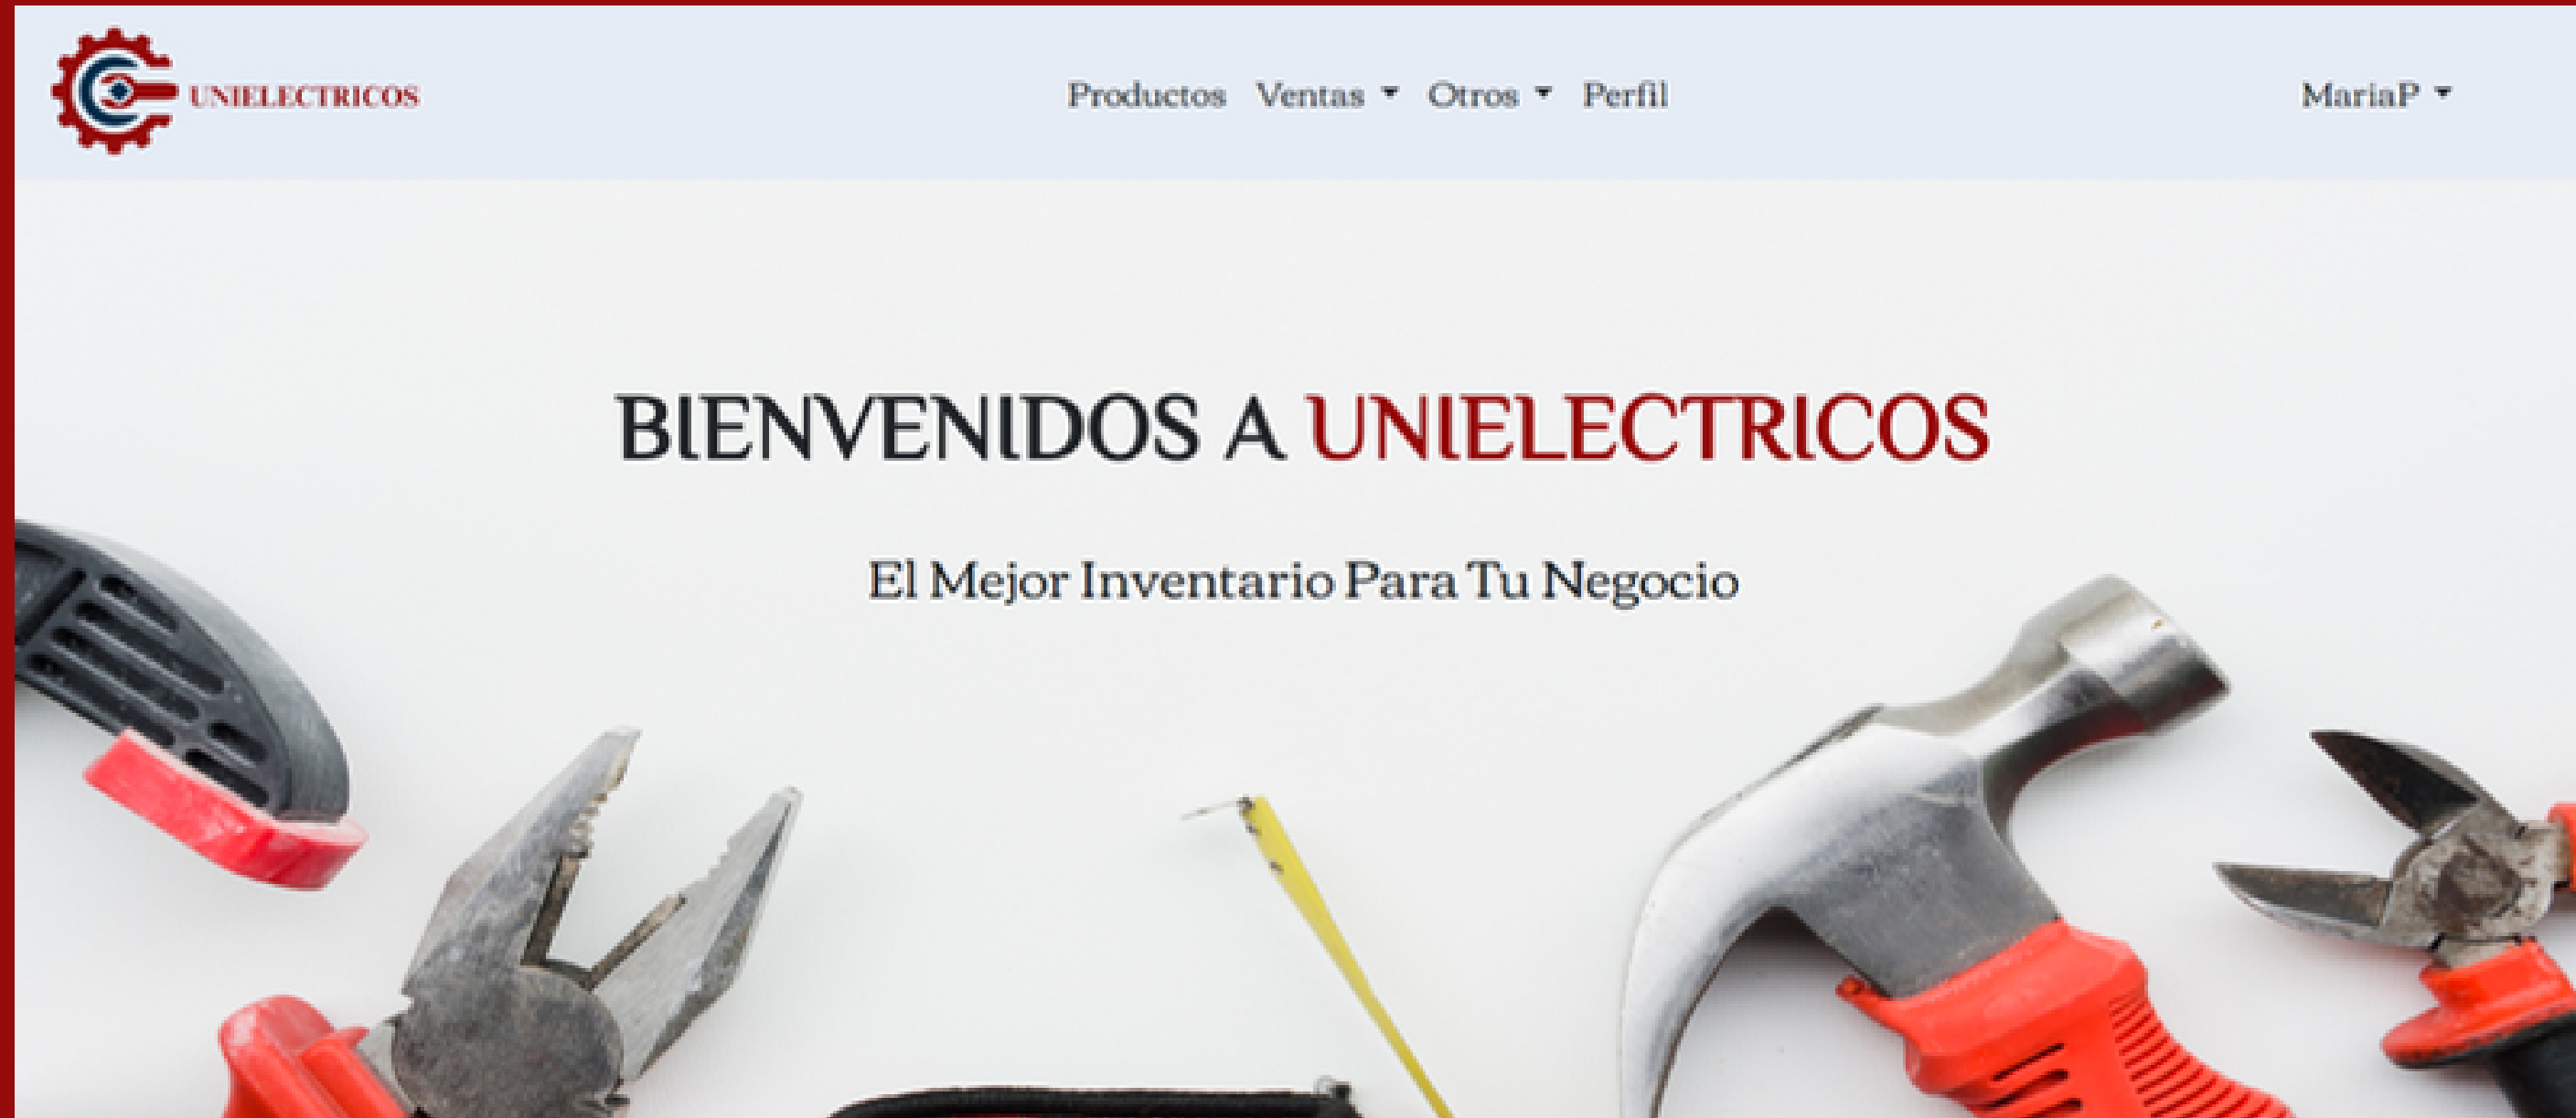 UNIELECTRICOS
Productos Ventas Otros Perfil
MariaP
BIENVENIDOS A UNIELECTRICOS
El Mejor Inventario Para Tu Negocio